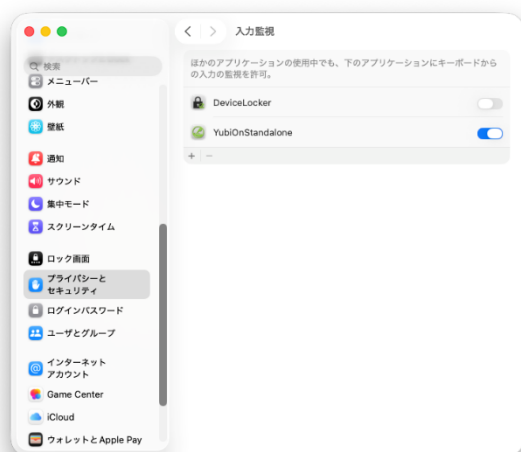 入力監視
検索
メニューバー
外観
壁紙
通知
サウンド
集中モード
スクリーンタイム
ロック画面
プライバシーと
セキュリティ
ログインパスワード
ユーザとグループ
インターネット
アカウント
Game Center
iCloud
ウォレットと Apple Pay
ほかのアプリケーションの使用中でも、下のアプリケーションにキーボードから
の入力の監視を許可。
DeviceLocker
YubiOnStandalone